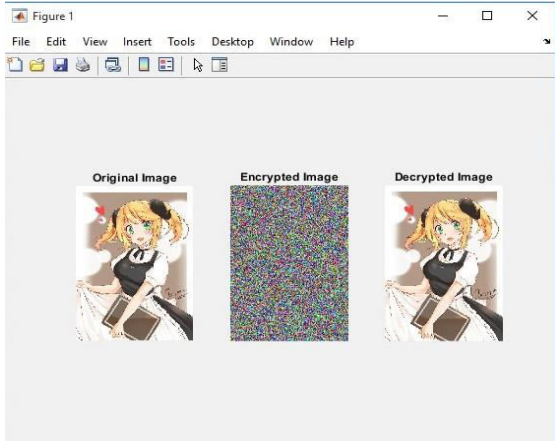 Figure 1
File Edit View Insert Tools Desktop Window Help
Original Image Encrypted Image Decrypted Image